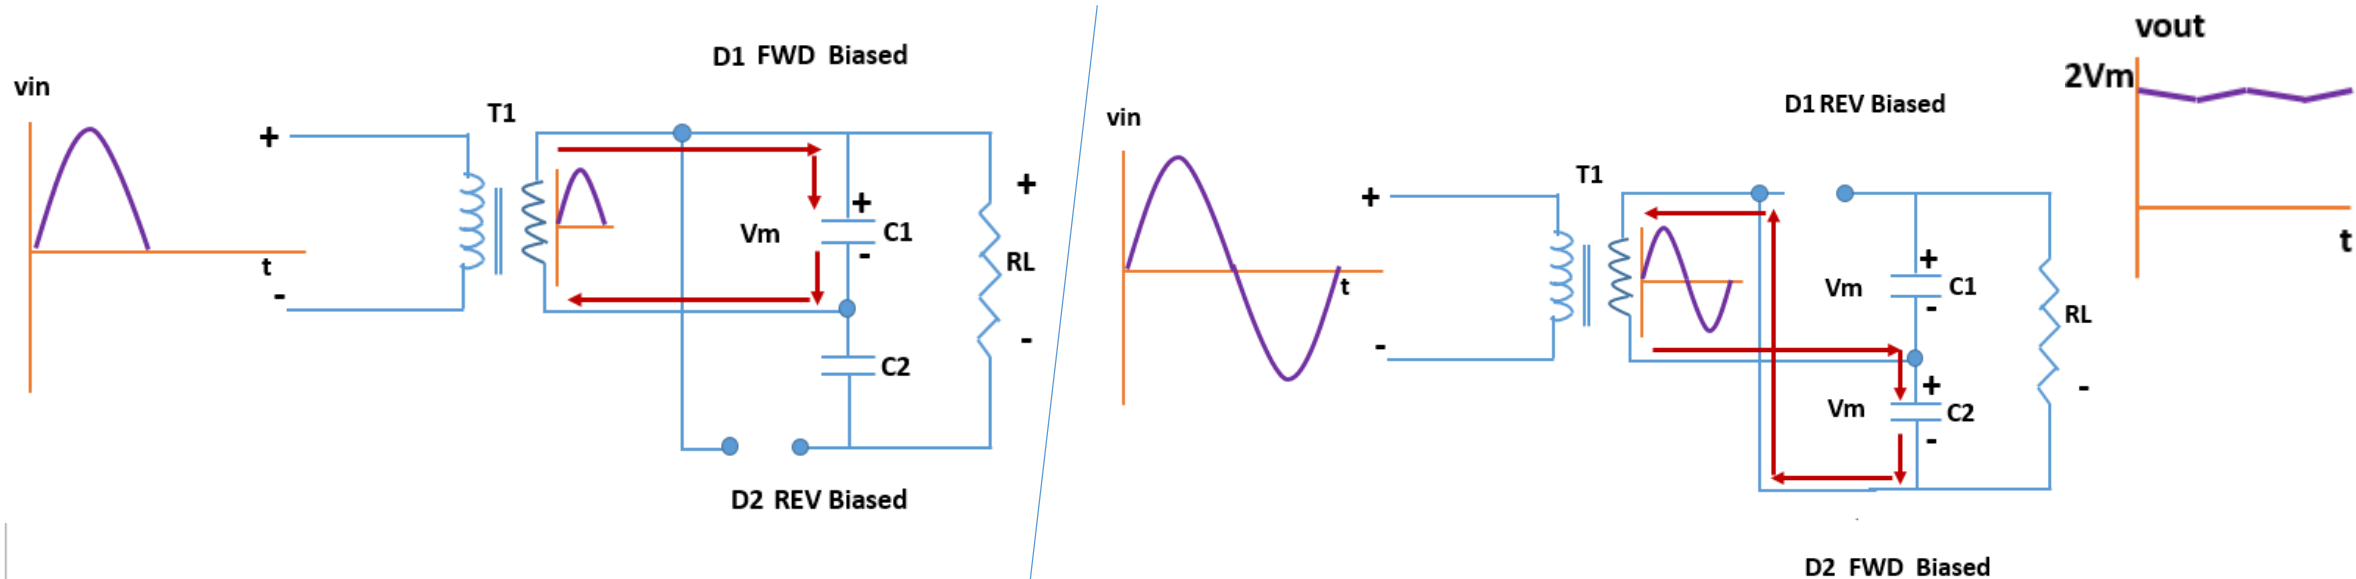 D1 FWD Biased
vin
T1
+
+
+
Vm
C1
-
RL
t
-
-
C2
D2 REV Biased
vout
2Vm
D1 REV Biased
vin
T1
+
t
+
Vm
C1
t
-
RL
-
+
-
Vm
C2
-
D2 FWD Biased